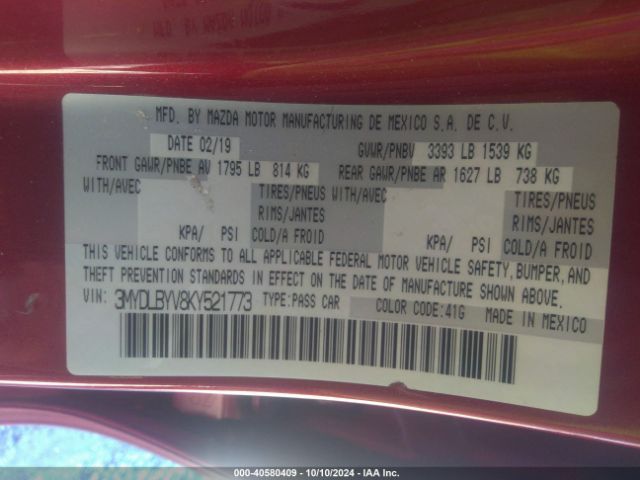 MFD. BY MAZDA MOTOR MANUFACTURING DE MEXICO S.A. DE C.V.
DATE 02/19 GVWR/PNBV 3393 LB 1539 KG
FRONT GAWR/PNBE AV 1795 LB 814 KG REAR GAWR/PNBE AR 1627 LB 738 KG
WITH/AVEC TIRES/PNEUS WITH/AVEC TIRES/PNEUS
RIMS/JANTES RIMS/JANTES
KPA/ PSI COLD/A FROID KPA/ PSI COLD/A FROID
THIS VEHICLE CONFORMS TO ALL APPLICABLE FEDERAL MOTOR VEHICLE SAFETY, BUMPER, AND
THEFT PREVENTION STANDARDS IN EFFECT ON THE DATE OF MANUFACTURE SHOWN ABOVE.
VIN: 3MYDLBYV8KY521773 TYPE:PASS CAR COLOR CODE:41G MADE IN MEXICO
000-40580409 - 10/10/2024 - IAA Inc.